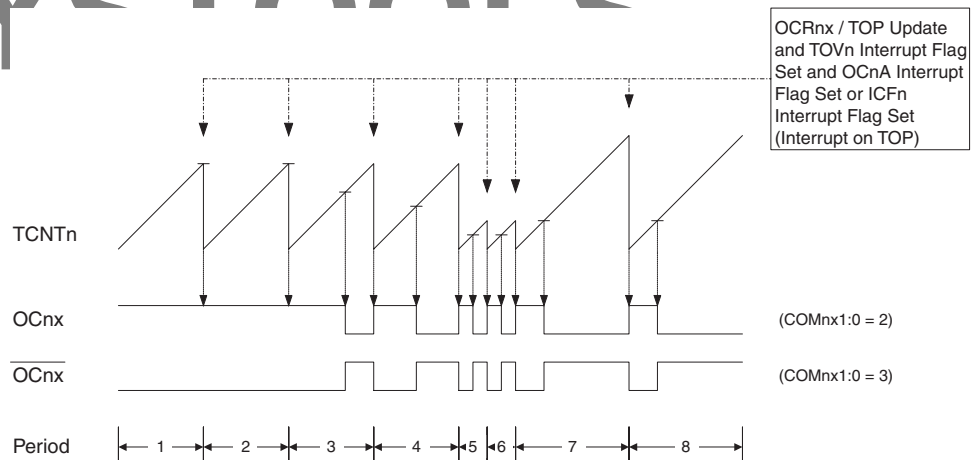 OCRnx / TOP Update
and TOVn Interrupt Flag
Set and OCnA Interrupt
Flag Set or ICFn
Interrupt Flag Set
(Interrupt on TOP)
TCNTn
OCnx
(COMnx1:0 = 2)
OCnx
(COMnx1:0 = 3)
Period 1 2 3 4 5 6 7 8